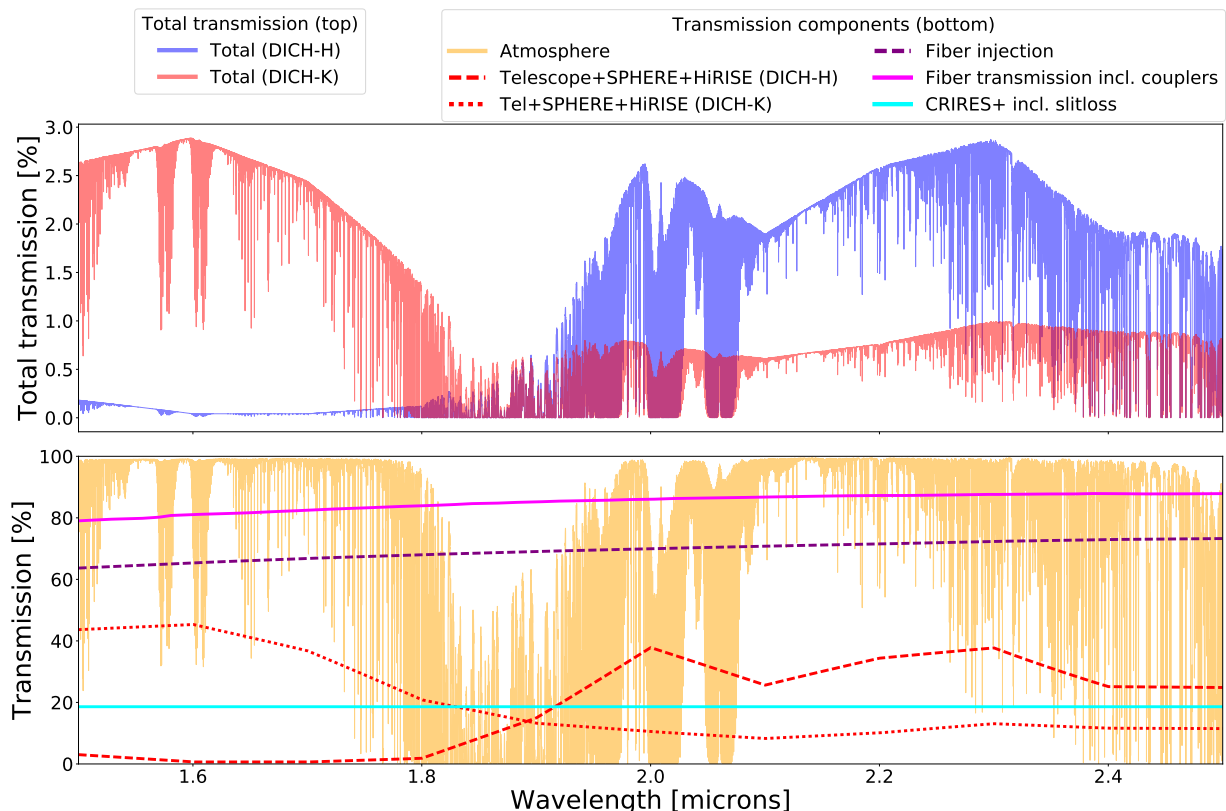 Total transmission (top)
Total (DICH-H)
Total (DICH-K)
Transmission components (bottom)
Atmosphere
Telescope+SPHERE+HiRISE (DICH-H)
Tel+SPHERE+HiRISE (DICH-K)
Fiber injection
Fiber transmission incl. couplers
CRIRES+ incl. slitloss
Total transmission [%]
3.0
2.5
2.0
1.5
1.0
0.5
0.0
Transmission [%]
100
80
60
40
20
0
1.6 1.8 2.0 2.2 2.4
Wavelength [microns]